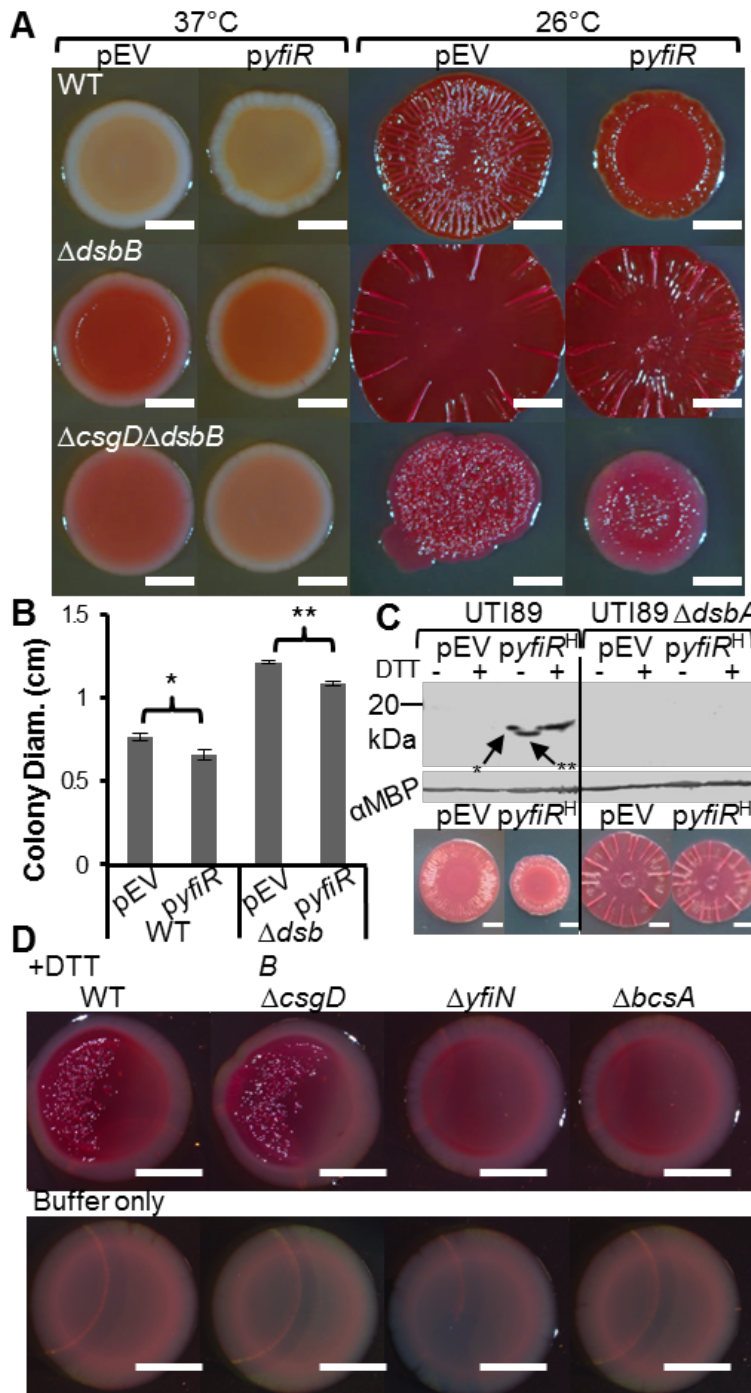 A 37°C 26°C
pEV pyfiR pEV pyfiR
WT
ΔdsbB
ΔcsgDΔdsbB
B
1.5
1
0.5
0
Colony Diam. (cm)
*
**
pEV pyfiR pEV pyfiR
WT Δdsb
B
C UTI89 UTI89 ΔdsbA
pEV pyfiRH pEV pyfiRH
DTT - + - + - + - +
20
kDa
* **
αMBP
pEV pyfiRH pEV pyfiRH
D
+DTT
WT ΔcsgD ΔyfiN ΔbcsA
Buffer only